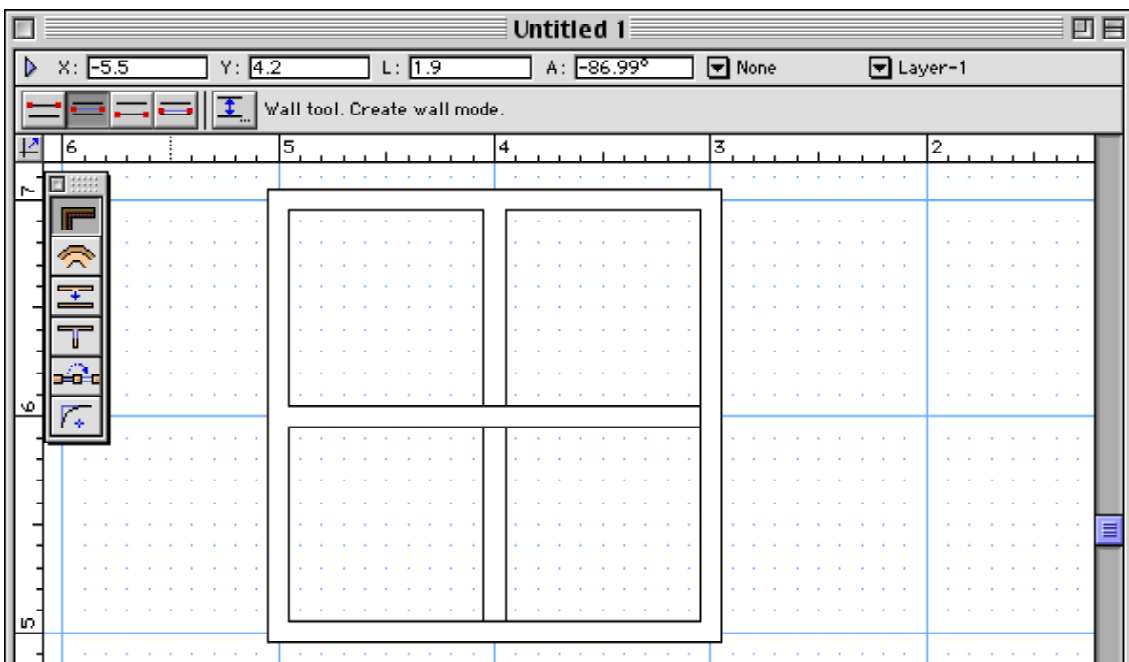 Untitled 1
X: -5.5 Y: 4.2 L: 1.9 A: -86.99° None Layer-1
Wall tool. Create wall mode.
6 5 4 3 2
7
6
5